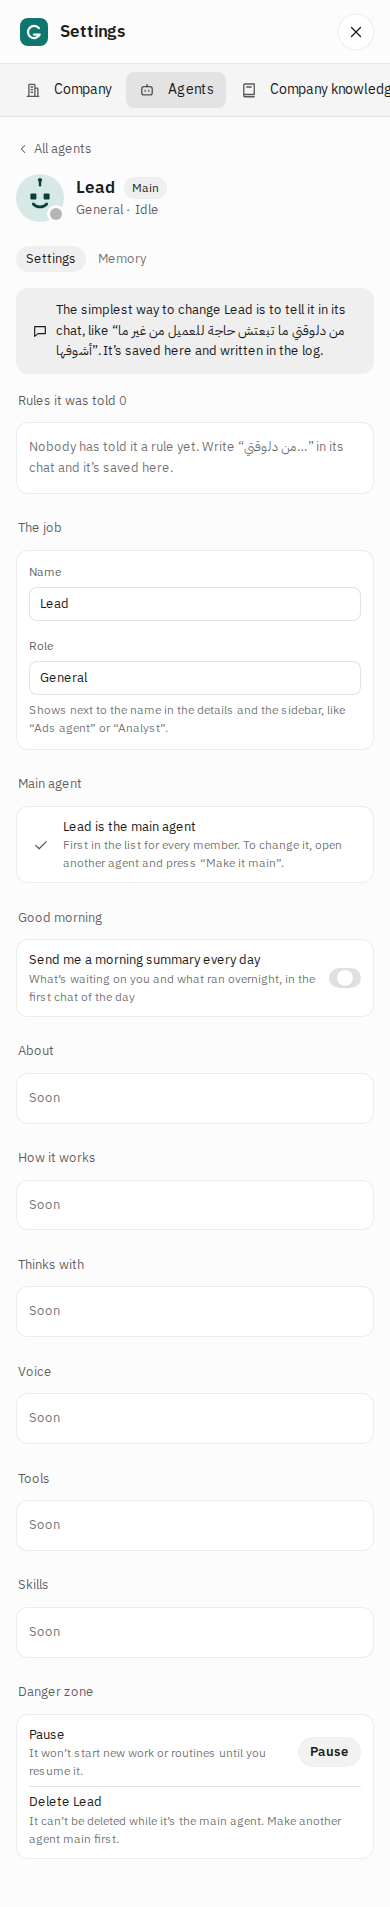 Settings
Company
Agents
Company knowledg
All agents
Lead Main
General · Idle
Settings
Memory
The simplest way to change Lead is to tell it in its
chat, like “من دلوقتي ما تبعتش حاجة للعميل من غير ما
أشوفها”. It’s saved here and written in the log.
Rules it was told 0
Nobody has told it a rule yet. Write “من دلوقتي…” in its
chat and it’s saved here.
The job
Name
Lead
Role
General
Shows next to the name in the details and the sidebar, like
“Ads agent” or “Analyst”.
Main agent
Lead is the main agent
First in the list for every member. To change it, open
another agent and press “Make it main”.
Good morning
Send me a morning summary every day
What’s waiting on you and what ran overnight, in the
first chat of the day
About
Soon
How it works
Soon
Thinks with
Soon
Voice
Soon
Tools
Soon
Skills
Soon
Danger zone
Pause
It won’t start new work or routines until you
resume it.
Pause
Delete Lead
It can’t be deleted while it’s the main agent. Make another
agent main first.